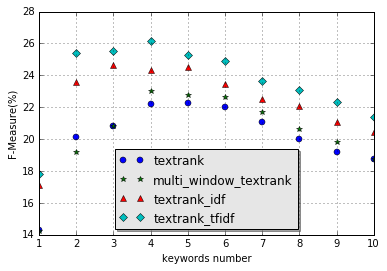 28
26
24
22
20
18
16
14
F-Measure(%)
textrank
multi_window_textrank
textrank_idf
textrank_tfidf
1 2 3 4 5 6 7 8 9 10
keywords number